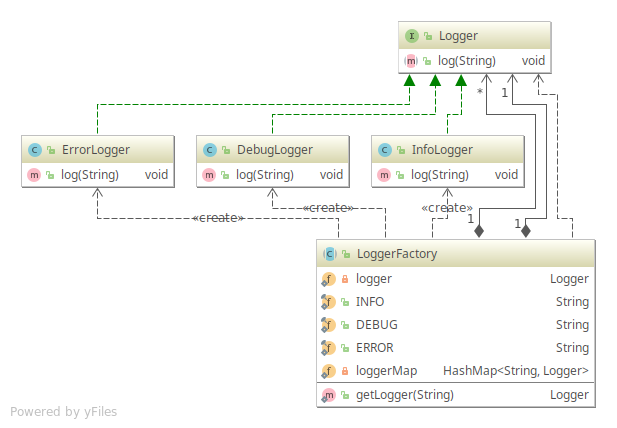 I Logger
m log(String) void
* 1
C ErrorLogger
m log(String) void
C DebugLogger
m log(String) void
C InfoLogger
m log(String) void
«create» «create» «create» 1 1
C LoggerFactory
f logger Logger
f INFO String
f DEBUG String
f ERROR String
f loggerMap HashMap<String, Logger>
m getLogger(String) Logger
Powered by yFiles